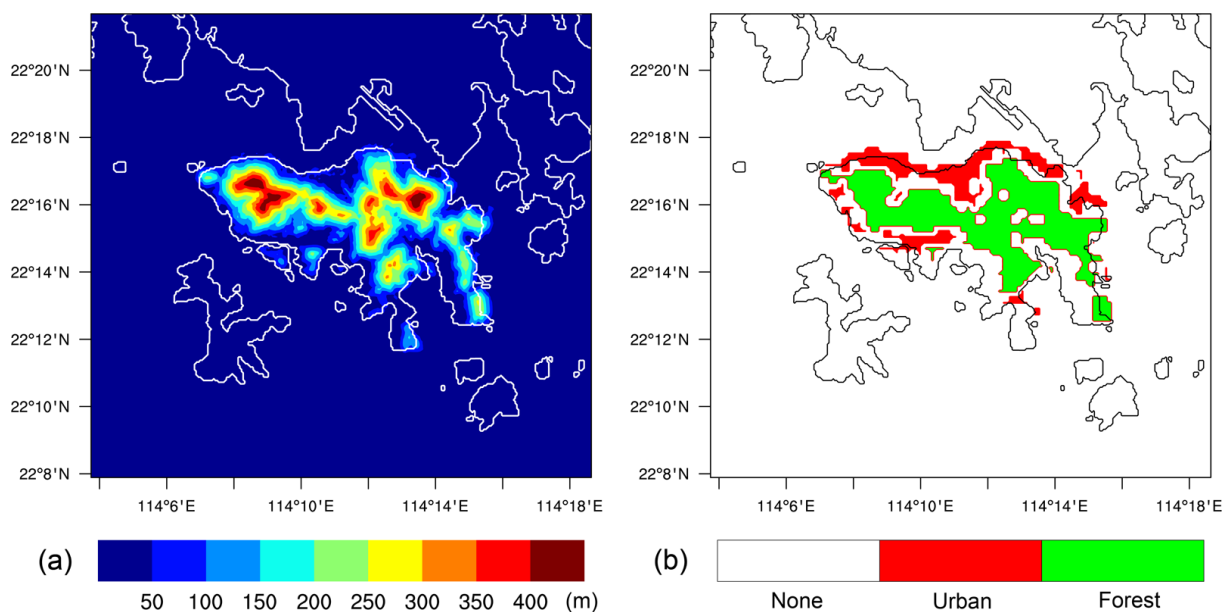 22°20'N
22°18'N
22°16'N
22°14'N
22°12'N
22°10'N
22°8'N
114°6'E 114°10'E 114°14'E 114°18'E
(a)
50 100 150 200 250 300 350 400 (m)
22°20'N
22°18'N
22°16'N
22°14'N
22°12'N
22°10'N
22°8'N
114°6'E 114°10'E 114°14'E 114°18'E
(b)
None Urban Forest